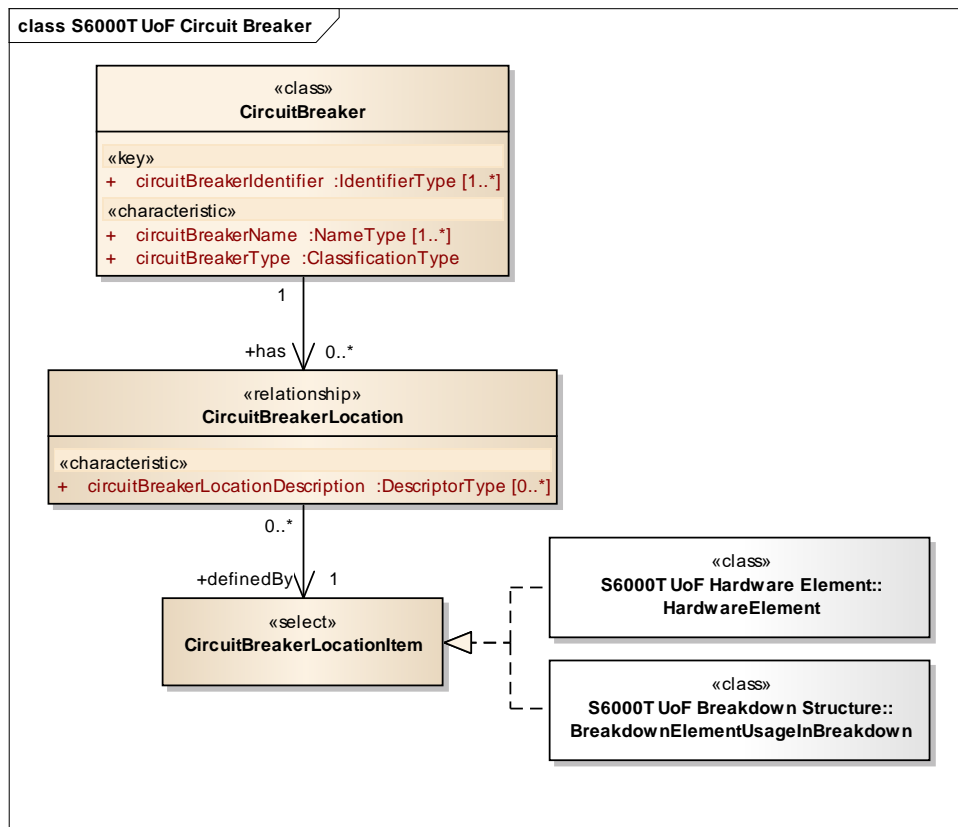 class S6000T UoF Circuit Breaker
«class»
CircuitBreaker
«key»
+ circuitBreakerIdentifier :IdentifierType [1..*]
«characteristic»
+ circuitBreakerName :NameType [1..*]
+ circuitBreakerType :ClassificationType
1
+has 0..*
«relationship»
CircuitBreakerLocation
«characteristic»
+ circuitBreakerLocationDescription :DescriptorType [0..*]
0..*
+definedBy 1
«select»
CircuitBreakerLocationItem
«class»
S6000T UoF Hardware Element::
HardwareElement
«class»
S6000T UoF Breakdown Structure::
BreakdownElementUsageInBreakdown